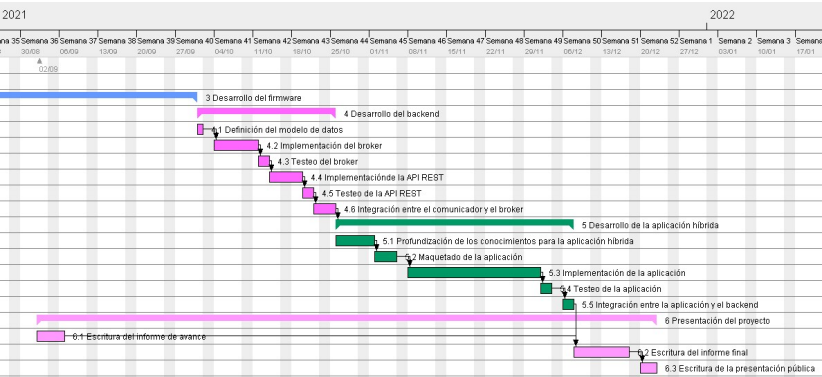 2021 2022
na 35 Semana 36 Semana 37 Semana 38 Semana 39 Semana 40 Semana 41 Semana 42 Semana 43 Semana 44 Semana 45 Semana 46 Semana 47 Semana 48 Semana 49 Semana 50 Semana 51 Semana 52 Semana 1 Semana 2 Semana 3 Semana
30/08 06/09 13/09 20/09 27/09 04/10 11/10 18/10 25/10 01/11 08/11 15/11 22/11 29/11 06/12 13/12 20/12 27/12 03/01 10/01 17/01
02/09
3 Desarrollo del firmware
4 Desarrollo del backend
4.1 Definición del modelo de datos
4.2 Implementación del broker
4.3 Testeo del broker
4.4 Implementaciónde la API REST
4.5 Testeo de la API REST
4.6 Integración entre el comunicador y el broker
5 Desarrollo de la aplicación híbrida
5.1 Profundización de los conocimientos para la aplicación híbrida
5.2 Maquetado de la aplicación
5.3 Implementación de la aplicación
5.4 Testeo de la aplicación
5.5 Integración entre la aplicación y el backend
6 Presentación del proyecto
6.1 Escritura del informe de avance
6.2 Escritura del informe final
6.3 Escritura de la presentación pública